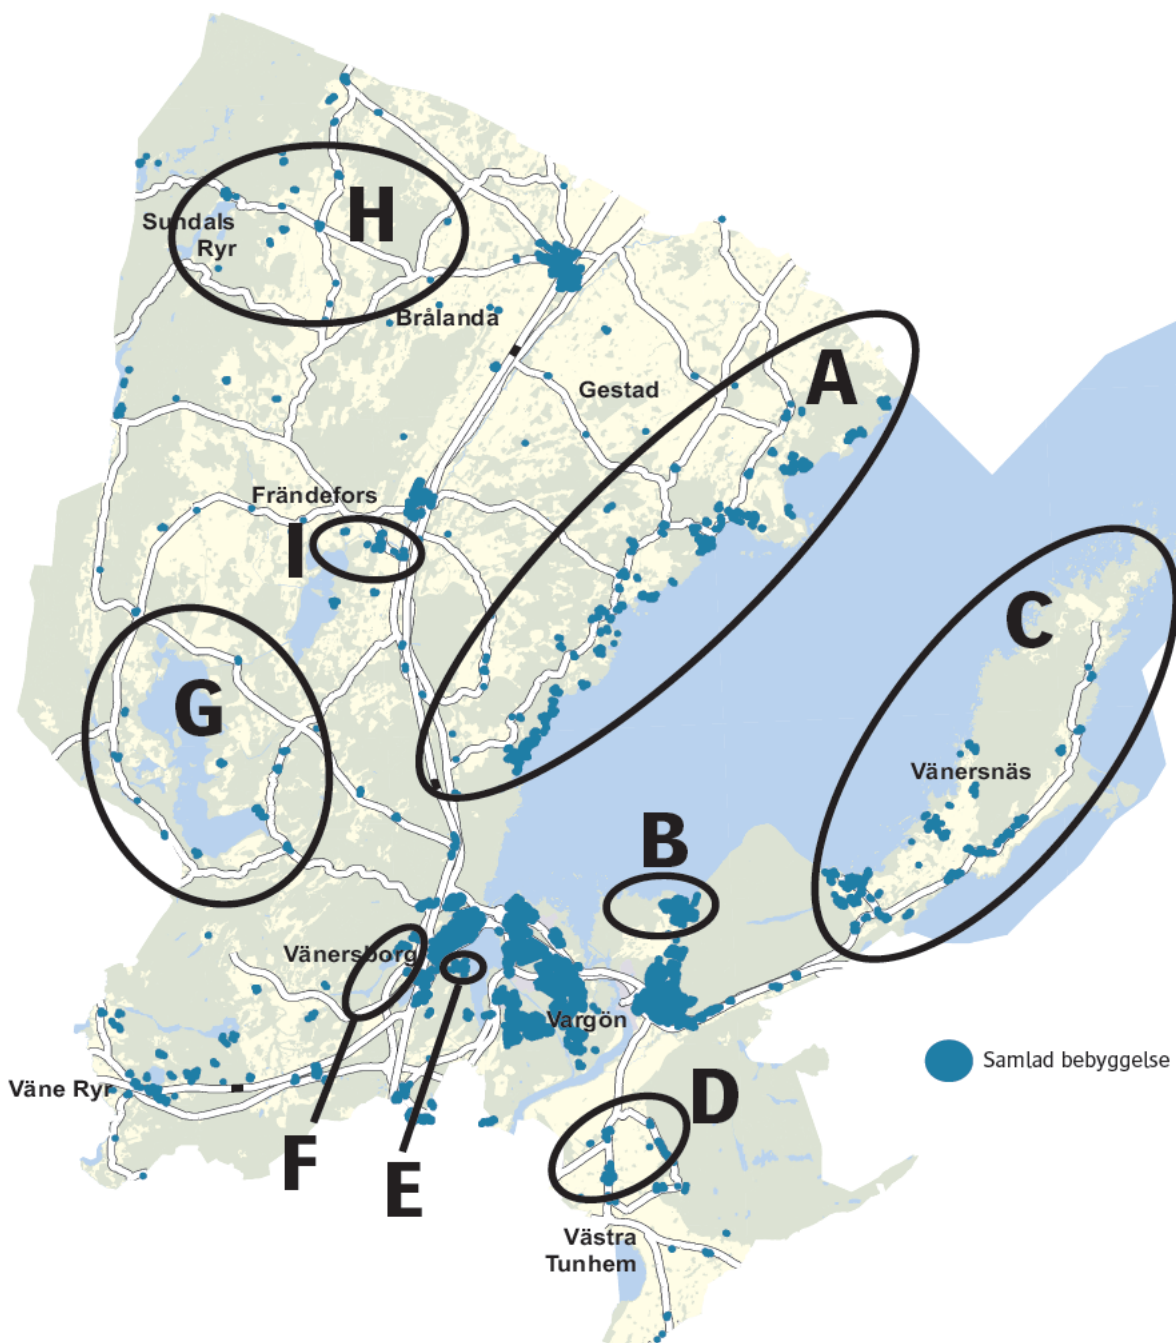 H
Sundals
Ryr
Brålanda
A
Gestad
Frändefors
I
C
G
Vänersnäs
B
Vänersborg
Vargön
Samlad bebyggelse
Väne Ryr
D
F
E
Västra
Tunhem